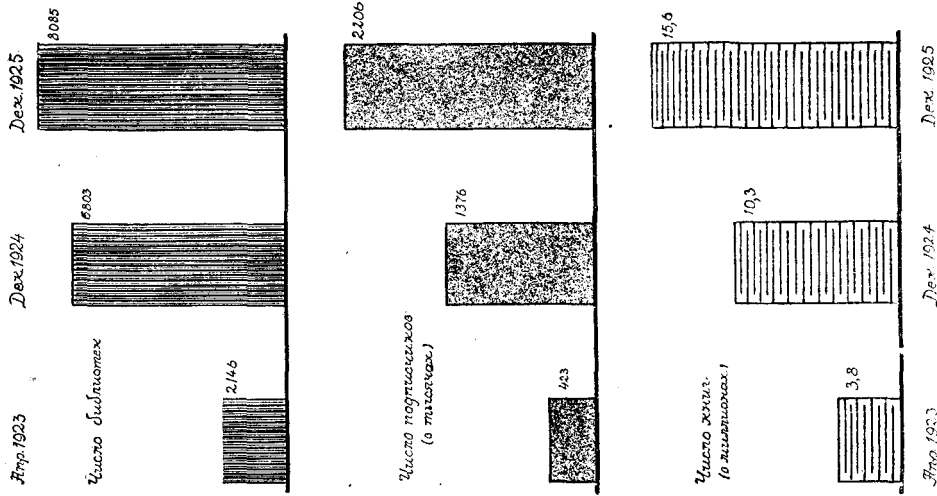 Апр. 1923
Дек. 1924
Дек. 1925
Число библиотек
2146
6803
8085
Число подписчиков
(в тысячах)
423
1376
2206
Число книг.
(в миллионах)
3,8
10,3
15,6
Апр. 1923
Дек 1924
Дек 1925